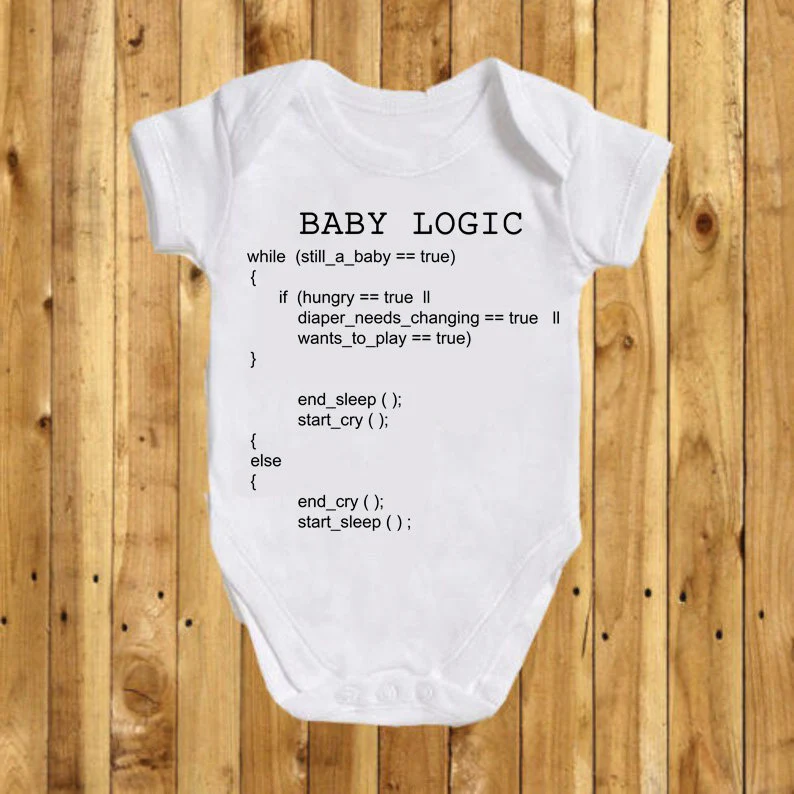 BABY LOGIC
while (still_a_baby == true)
{
if (hungry == true ll
diaper_needs_changing == true ll
wants_to_play == true)
}
end_sleep ( );
start_cry ( );
{
else
{
end_cry ( );
start_sleep ( ) ;